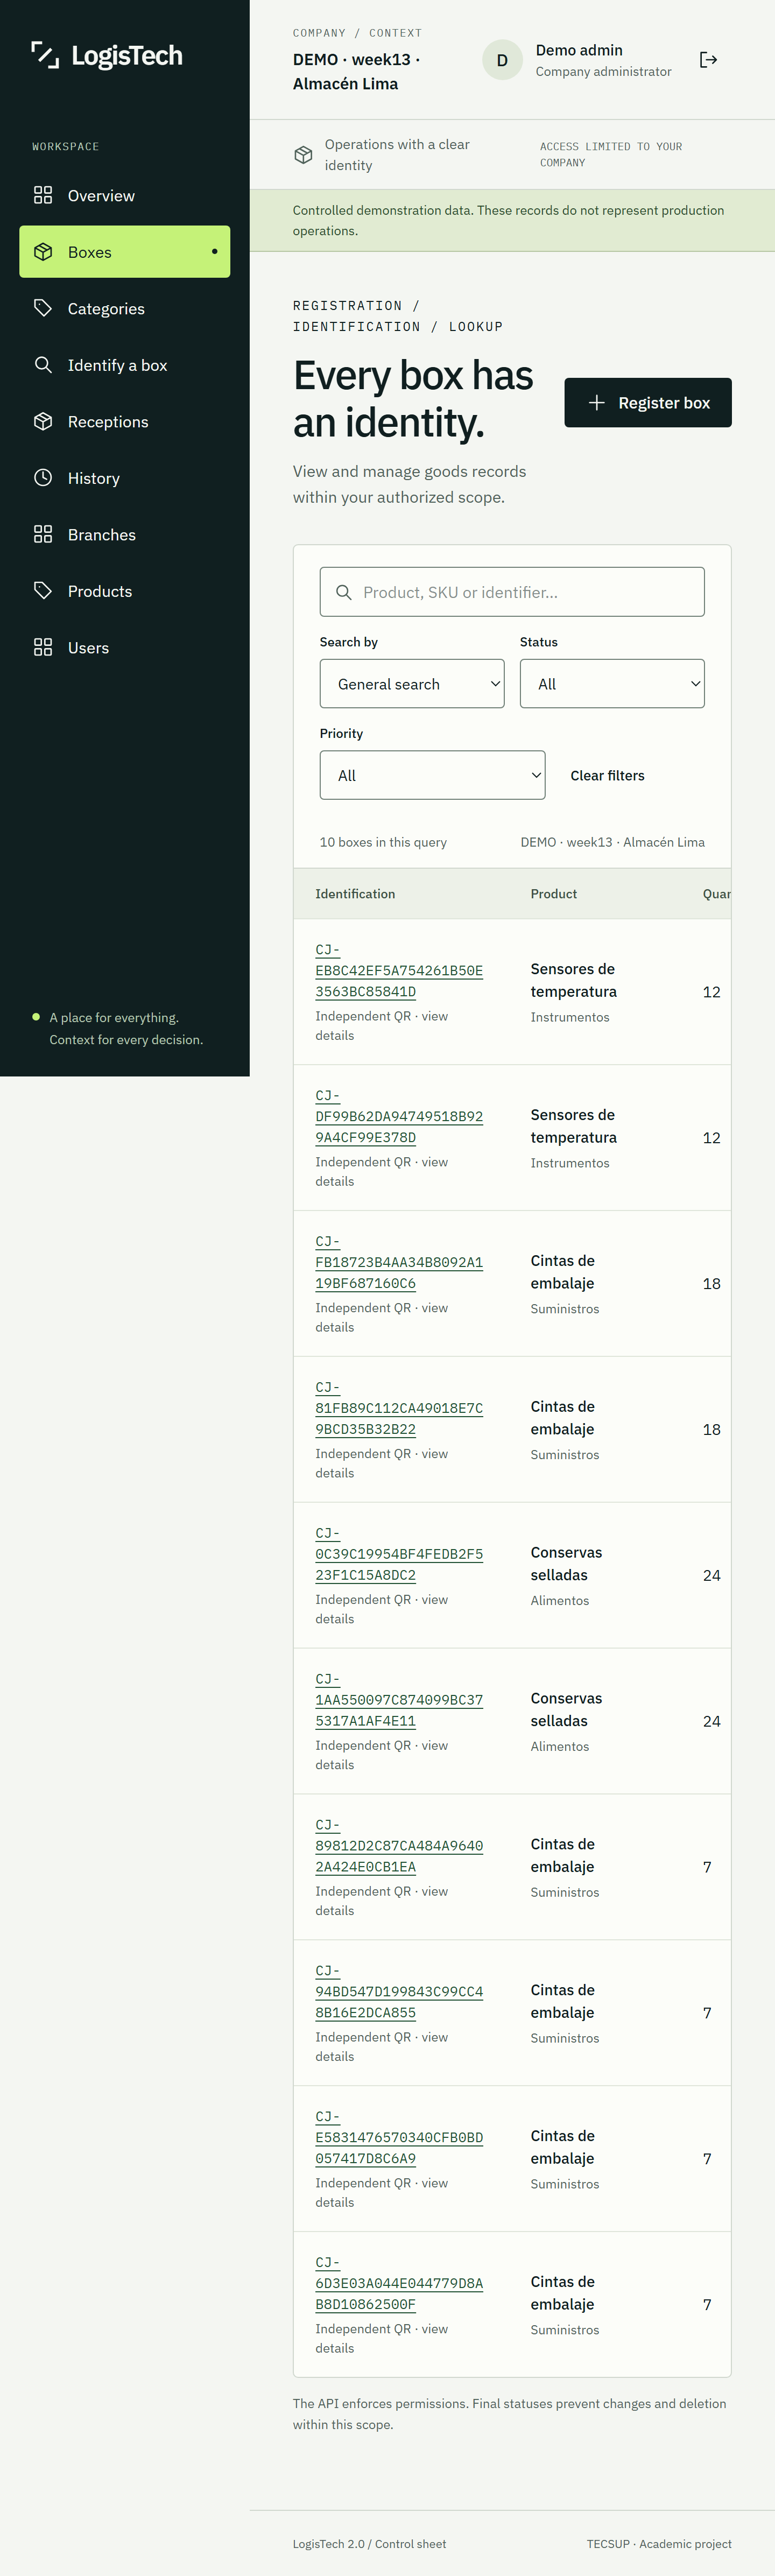 LogisTech
WORKSPACE
Overview
Boxes
Categories
Identify a box
Receptions
History
Branches
Products
Users
A place for everything.
Context for every decision.
COMPANY / CONTEXT
DEMO · week13 ·
Almacén Lima
D
Demo admin
Company administrator
Operations with a clear
identity
ACCESS LIMITED TO YOUR
COMPANY
Controlled demonstration data. These records do not represent production
operations.
REGISTRATION /
IDENTIFICATION / LOOKUP
Every box has
an identity.
View and manage goods records
within your authorized scope.
Register box
Product, SKU or identifier...
Search by
General search
Status
All
Priority
All
Clear filters
10 boxes in this query
DEMO · week13 · Almacén Lima
Identification
Product
Quan
CJ-
EB8C42EF5A754261B50E
3563BC85841D
Independent QR · view
details
Sensores de
temperatura
Instrumentos
12
CJ-
DF99B62DA94749518B92
9A4CF99E378D
Independent QR · view
details
Sensores de
temperatura
Instrumentos
12
CJ-
FB18723B4AA34B8092A1
19BF687160C6
Independent QR · view
details
Cintas de
embalaje
Suministros
18
CJ-
81FB89C112CA49018E7C
9BCD35B32B22
Independent QR · view
details
Cintas de
embalaje
Suministros
18
CJ-
0C39C19954BF4FEDB2F5
23F1C15A8DC2
Independent QR · view
details
Conservas
selladas
Alimentos
24
CJ-
1AA550097C874099BC37
5317A1AF4E11
Independent QR · view
details
Conservas
selladas
Alimentos
24
CJ-
89812D2C87CA484A9640
2A424E0CB1EA
Independent QR · view
details
Cintas de
embalaje
Suministros
7
CJ-
94BD547D199843C99CC4
8B16E2DCA855
Independent QR · view
details
Cintas de
embalaje
Suministros
7
CJ-
E5831476570340CFB0BD
057417D8C6A9
Independent QR · view
details
Cintas de
embalaje
Suministros
7
CJ-
6D3E03A044E044779D8A
B8D10862500F
Independent QR · view
details
Cintas de
embalaje
Suministros
7
The API enforces permissions. Final statuses prevent changes and deletion
within this scope.
LogisTech 2.0 / Control sheet
TECSUP · Academic project